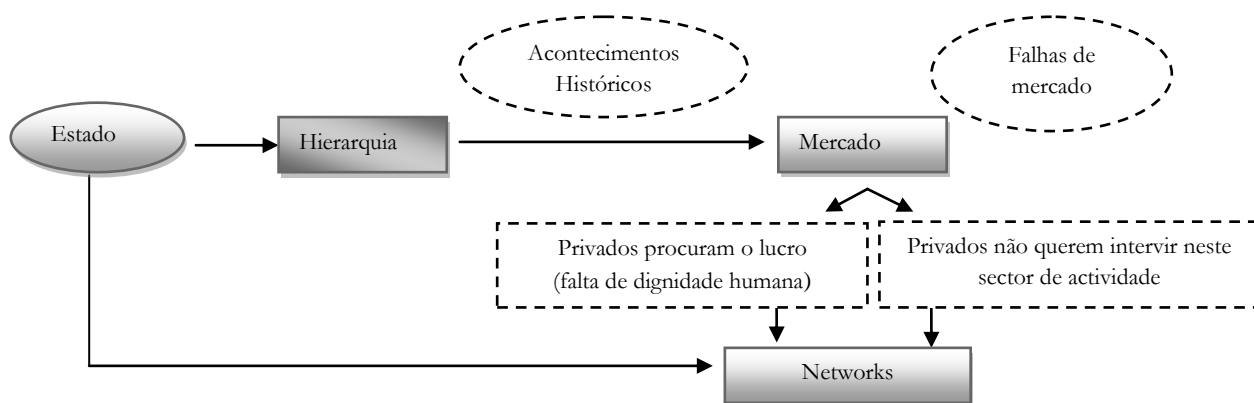 Acontecimentos
Históricos
Falhas de
mercado
Estado
Hierarquia
Mercado
Privados procuram o lucro
(falta de dignidade humana)
Privados não querem intervir neste
sector de actividade
Networks